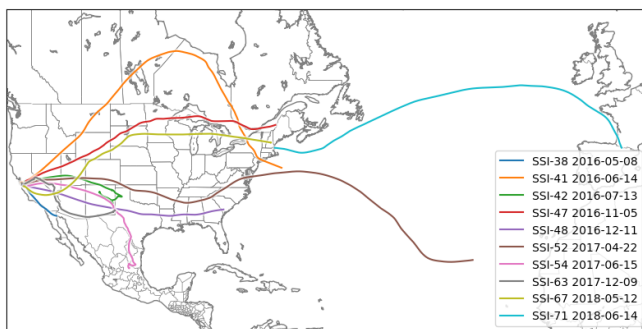 SSI-38 2016-05-08
SSI-41 2016-06-14
SSI-42 2016-07-13
SSI-47 2016-11-05
SSI-48 2016-12-11
SSI-52 2017-04-22
SSI-54 2017-06-15
SSI-63 2017-12-09
SSI-67 2018-05-12
SSI-71 2018-06-14